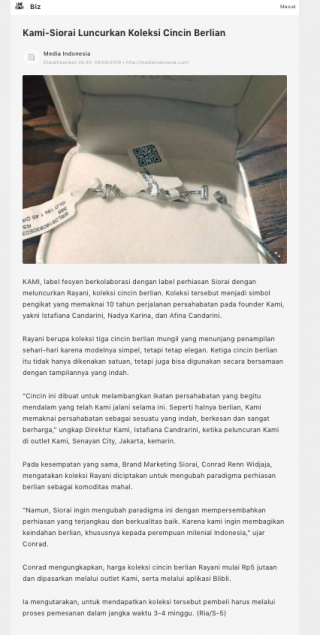 Biz
Masuk
Kami-Siorai Luncurkan Koleksi Cincin Berlian
Media Indonesia
KAMI, label fesyen berkolaborasi dengan label perhiasan Siorai dengan
meluncurkan Rayani, koleksi cincin berlian. Koleksi tersebut menjadi simbol
pengikat yang memaknai 10 tahun perjalanan persahabatan pada founder Kami,
yakni Istafiana Candarini, Nadya Karina, dan Afina Candarini.
Rayani berupa koleksi tiga cincin berlian mungil yang menunjang penampilan
sehari-hari karena modelnya simpel, tetapi tetap elegan. Ketiga cincin berlian
itu tidak hanya dikenakan satuan, tetapi juga bisa digunakan secara bersamaan
dengan tampilannya yang indah.
"Cincin ini dibuat untuk melambangkan ikatan persahabatan yang begitu
mendalam yang telah Kami jalani selama ini. Seperti halnya berlian, Kami
memaknai persahabatan sebagai sesuatu yang indah, berkesan dan sangat
berharga," ungkap Direktur Kami, Istafiana Candrarini, ketika peluncuran Kami
di outlet Kami, Senayan City, Jakarta, kemarin.
Pada kesempatan yang sama, Brand Marketing Siorai, Conrad Renn Widjaja,
mengatakan koleksi Rayani diciptakan untuk mengubah paradigma perhiasan
berlian sebagai komoditas mahal.
"Namun, Siorai ingin mengubah paradigma ini dengan mempersembahkan
perhiasan yang terjangkau dan berkualitas baik. Karena kami ingin membagikan
keindahan berlian, khususnya kepada perempuan milenial Indonesia," ujar
Conrad.
Conrad mengungkapkan, harga koleksi cincin berlian Rayani mulai Rp5 jutaan
dan dipasarkan melalui outlet Kami, serta melalui aplikasi Blibli.
Ia mengutarakan, untuk mendapatkan koleksi tersebut pembeli harus melalui
proses pemesanan dalam jangka waktu 3-4 minggu. (Ria/S-5)